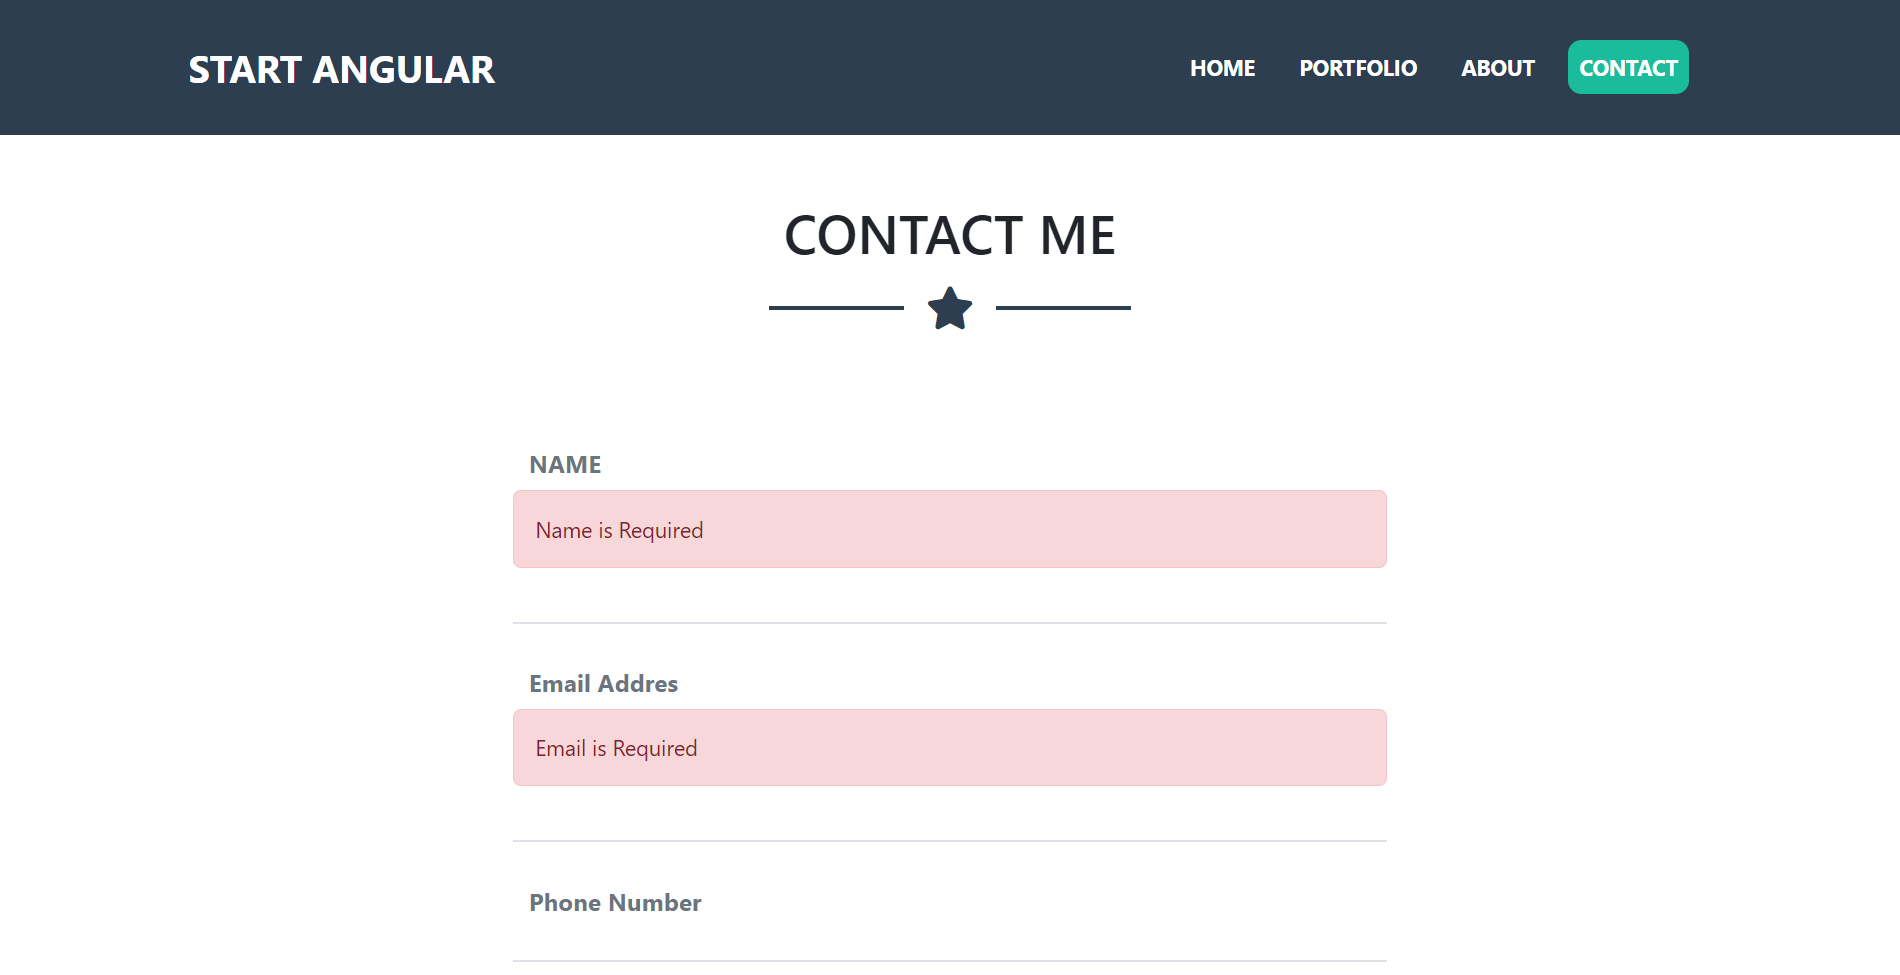 START ANGULAR
HOME PORTFOLIO ABOUT CONTACT
CONTACT ME
NAME
Name is Required
Email Addres
Email is Required
Phone Number